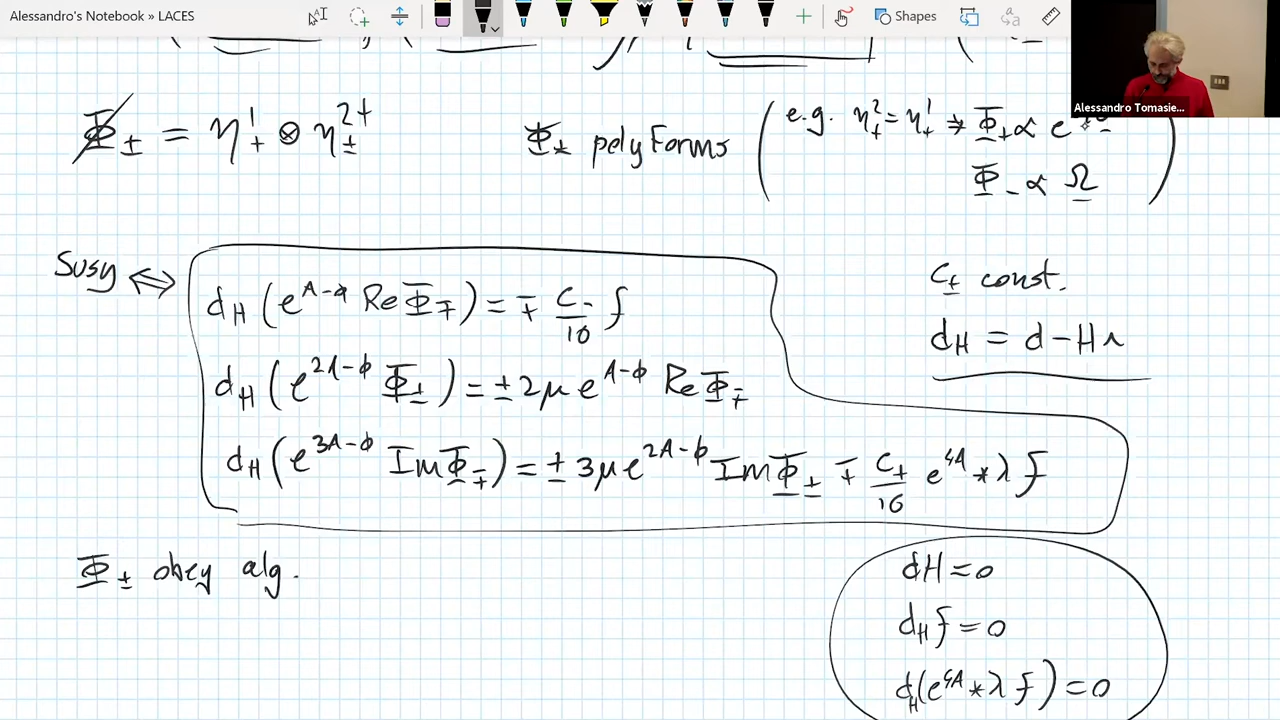 Alessandro's Notebook » LACES
Shapes
Alessandro Tomasie...
Φ̸± = η¹₊ ⊗ η²†±
Φ± polyforms
(e.g. η²₊ = η¹₊ ⇒ Φ₊ ∝ e
Φ₋ ∝ Ω)
Susy ⇔
d_H (e^{A-φ} Re Φ∓) = ∓ c₋/16 f
d_H (e^{2A-φ} Φ±) = ±2μ e^{A-φ} Re Φ∓
d_H (e^{3A-φ} Im Φ∓) = ± 3μ e^{2A-φ} Im Φ± ∓ c₊/16 e^{4A} * λ f
c± const.
d_H = d - H∧
Φ± obey alg.
dH = 0
d_H f = 0
d_H(e^{4A} * λ f) = 0